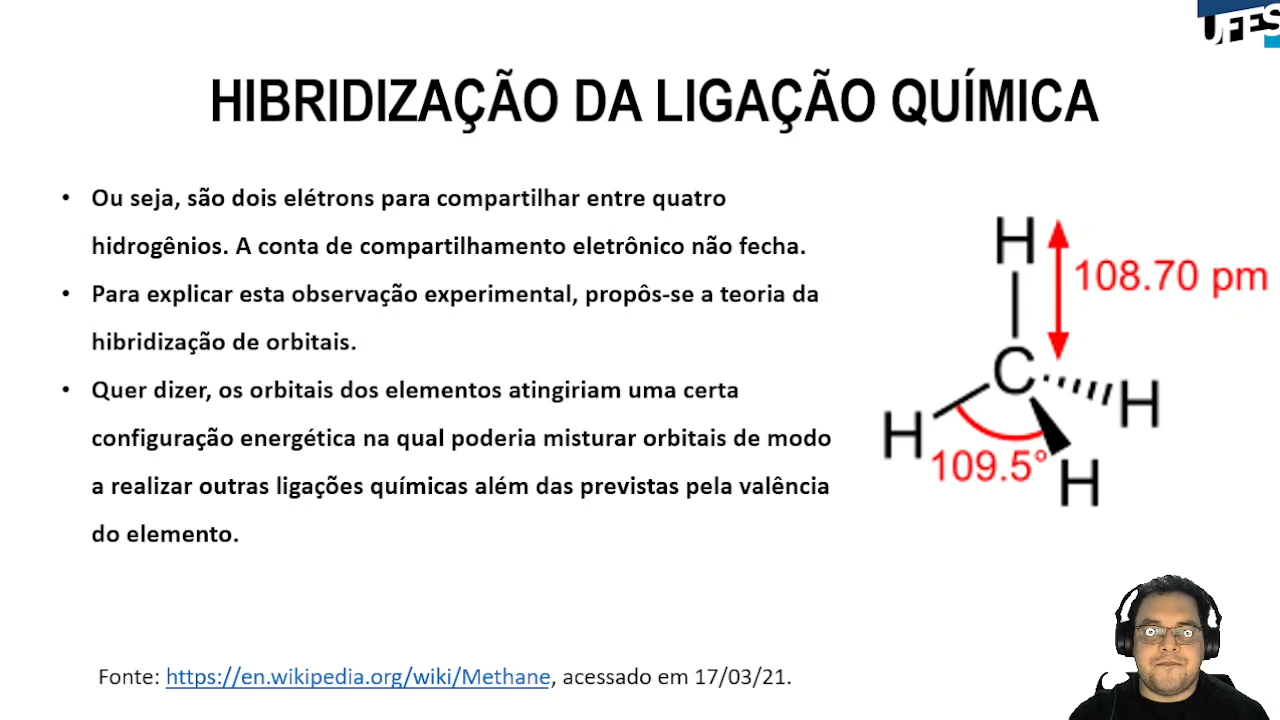 UFES
HIBRIDIZAÇÃO DA LIGAÇÃO QUÍMICA
• Ou seja, são dois elétrons para compartilhar entre quatro
hidrogênios. A conta de compartilhamento eletrônico não fecha.
• Para explicar esta observação experimental, propôs-se a teoria da
hibridização de orbitais.
• Quer dizer, os orbitais dos elementos atingiriam uma certa
configuração energética na qual poderia misturar orbitais de modo
a realizar outras ligações químicas além das previstas pela valência
do elemento.
H
108.70 pm
C
H
H
109.5°
H
Fonte: https://en.wikipedia.org/wiki/Methane, acessado em 17/03/21.